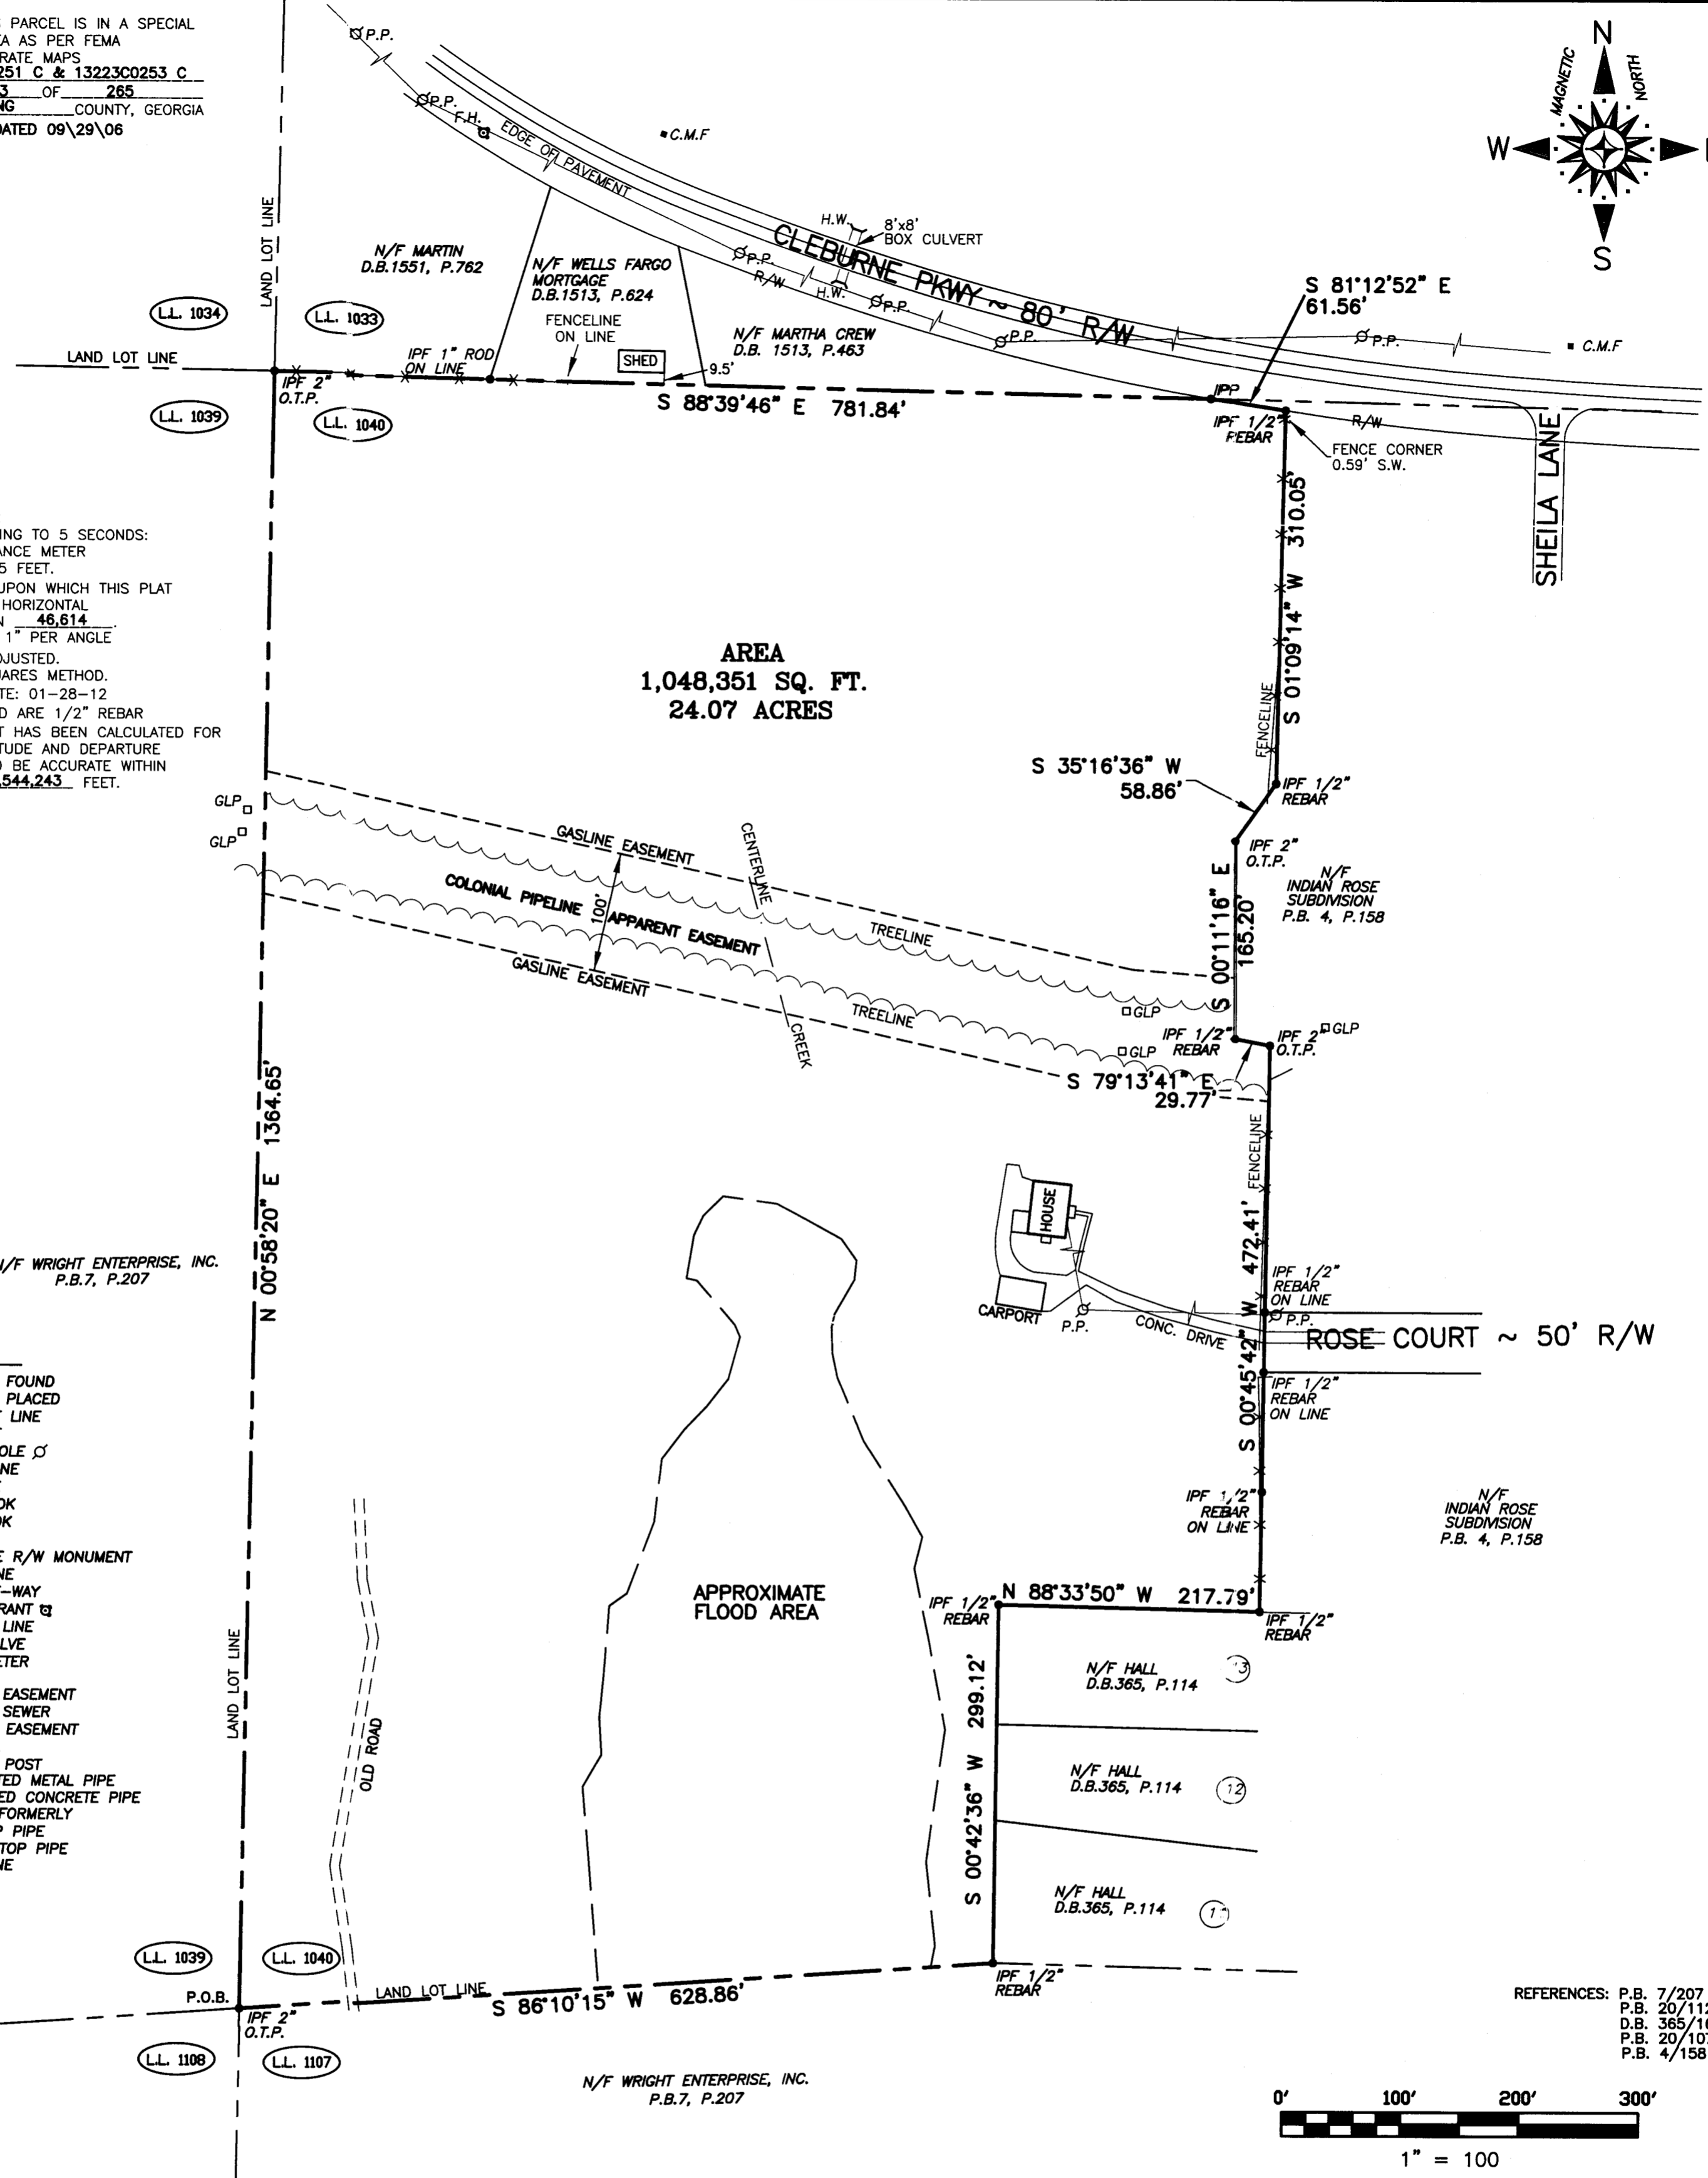 PARCEL IS IN A SPECIAL
AS PER FEMA
RATE MAPS
251 C & 13223C0253 C
3 OF 265
COUNTY, GEORGIA
DATED 09\29\06
P.P.
P.P.
F.H.
EDGE OF PAVEMENT
C.M.F
MAGNETIC
NORTH
N
W
S
LAND LOT LINE
N/F MARTIN
D.B.1551, P.762
N/F WELLS FARGO
MORTGAGE
D.B.1513, P.624
H.W.
8'x8'
BOX CULVERT
CLEBURNE PKWY ~ 80' R/W
P.P.
R/W
H.W.
P.P.
P.P.
P.P.
C.M.F
S 81°12'52" E
61.56'
L.L. 1034
L.L. 1033
FENCELINE
ON LINE
N/F MARTHA CREW
D.B. 1513, P.463
LAND LOT LINE
IPF 1" ROD
ON LINE
SHED
9.5'
IPF 2"
O.T.P.
S 88°39'46" E 781.84'
IPP
IPF 1/2"
REBAR
R/W
FENCE CORNER
0.59' S.W.
SHEILA LANE
L.L. 1039
L.L. 1040
ING TO 5 SECONDS:
ANCE METER
5 FEET.
UPON WHICH THIS PLAT
HORIZONTAL
46,614.
1" PER ANGLE
SQUARES METHOD.
TE: 01-28-12
ARE 1/2" REBAR
HAS BEEN CALCULATED FOR
AND DEPARTURE
BE ACCURATE WITHIN
,544,243 FEET.
S 01°09'14" W 310.05'
FENCELINE
AREA
1,048,351 SQ. FT.
24.07 ACRES
S 35°16'36" W
58.86'
IPF 1/2"
REBAR
IPF 2"
O.T.P.
N/F
INDIAN ROSE
SUBDIVISION
P.B. 4, P.158
GLP
GLP
GASLINE EASEMENT
CENTERLINE
CREEK
COLONIAL PIPELINE APPARENT EASEMENT
100'
TREELINE
GASLINE EASEMENT
TREELINE
S 00°11'16" E
165.20'
GLP
GLP
GLP
IPF 1/2"
REBAR
IPF 2"
O.T.P.
S 79°13'41" E
29.77'
N 00°58'20" E 1364.65'
FENCELINE
S 00°45'42" W 472.41'
HOUSE
CARPORT
P.P.
CONC. DRIVE
IPF 1/2"
REBAR
ON LINE
P.P.
ROSE COURT ~ 50' R/W
IPF 1/2"
REBAR
ON LINE
N/F WRIGHT ENTERPRISE, INC.
P.B.7, P.207
FOUND
PLACED
LINE
POLE
R/W MONUMENT
LINE
POST
METAL PIPE
CONCRETE PIPE
FORMERLY
PIPE
TOP PIPE
EASEMENT
SEWER
EASEMENT
IPF 1/2"
REBAR
ON LINE
N/F
INDIAN ROSE
SUBDIVISION
P.B. 4, P.158
APPROXIMATE
FLOOD AREA
IPF 1/2"
REBAR
N 88°33'50" W 217.79'
IPF 1/2"
REBAR
LAND LOT LINE
OLD ROAD
S 00°42'36" W 299.12'
N/F HALL
D.B.365, P.114
N/F HALL
D.B.365, P.114
12
N/F HALL
D.B.365, P.114
L.L. 1039
L.L. 1040
P.O.B.
IPF 2"
O.T.P.
LAND LOT LINE
S 86°10'15" W 628.86'
IPF 1/2"
REBAR
L.L. 1108
L.L. 1107
N/F WRIGHT ENTERPRISE, INC.
P.B.7, P.207
REFERENCES: P.B. 7/207
P.B. 20/112
D.B. 365/
P.B. 20/107
P.B. 4/158
0' 100' 200' 300'
1" = 100